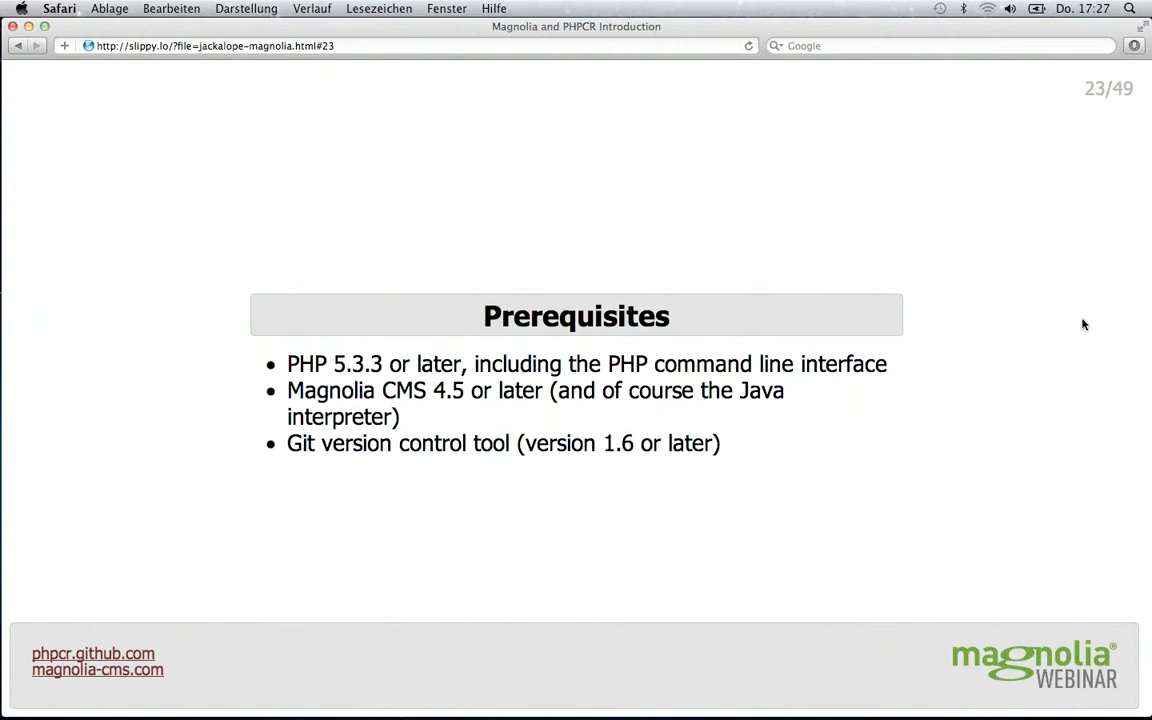 Safari Ablage Bearbeiten Darstellung Verlauf Lesezeichen Fenster Hilfe Do. 17:27
Magnolia and PHPCR Introduction
http://slippy.lo/?file=jackalope-magnolia.html#23 Google
23/49
Prerequisites
• PHP 5.3.3 or later, including the PHP command line interface
• Magnolia CMS 4.5 or later (and of course the Java
interpreter)
• Git version control tool (version 1.6 or later)
phpcr.github.com
magnolia-cms.com
magnolia®
WEBINAR